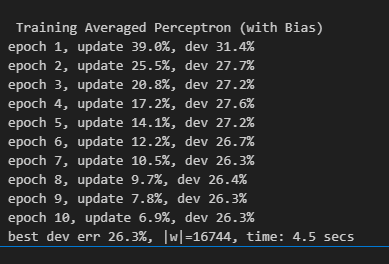 Training Averaged Perceptron (with Bias)
epoch 1, update 39.0%, dev 31.4%
epoch 2, update 25.5%, dev 27.7%
epoch 3, update 20.8%, dev 27.2%
epoch 4, update 17.2%, dev 27.6%
epoch 5, update 14.1%, dev 27.2%
epoch 6, update 12.2%, dev 26.7%
epoch 7, update 10.5%, dev 26.3%
epoch 8, update 9.7%, dev 26.4%
epoch 9, update 7.8%, dev 26.3%
epoch 10, update 6.9%, dev 26.3%
best dev err 26.3%, |w|=16744, time: 4.5 secs